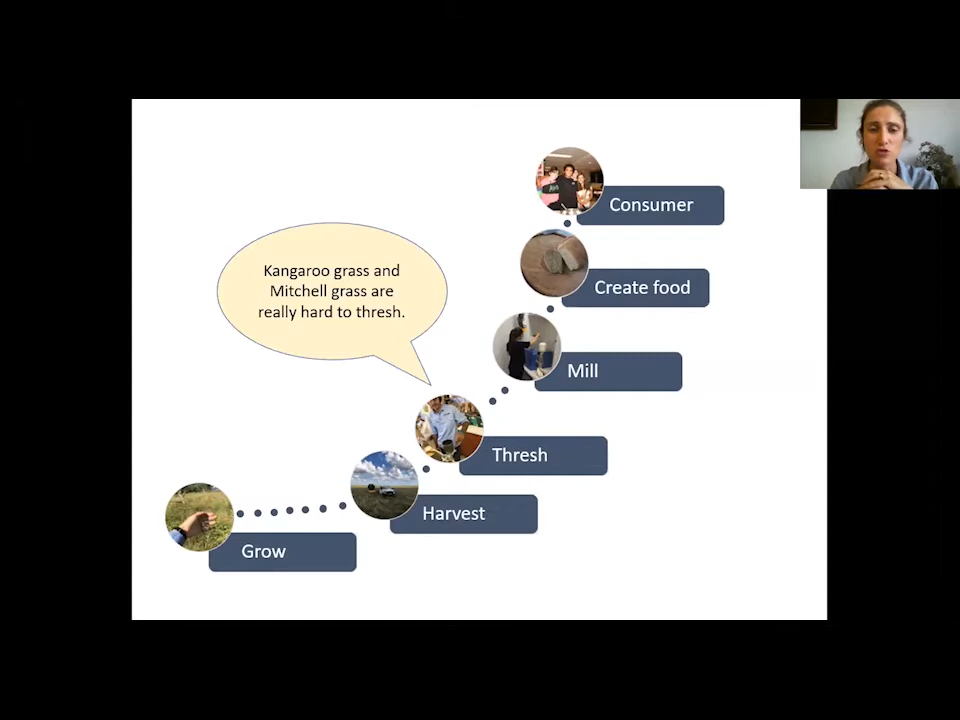 Consumer
Create food
Kangaroo grass and
Mitchell grass are
really hard to thresh.
Mill
Thresh
Harvest
Grow